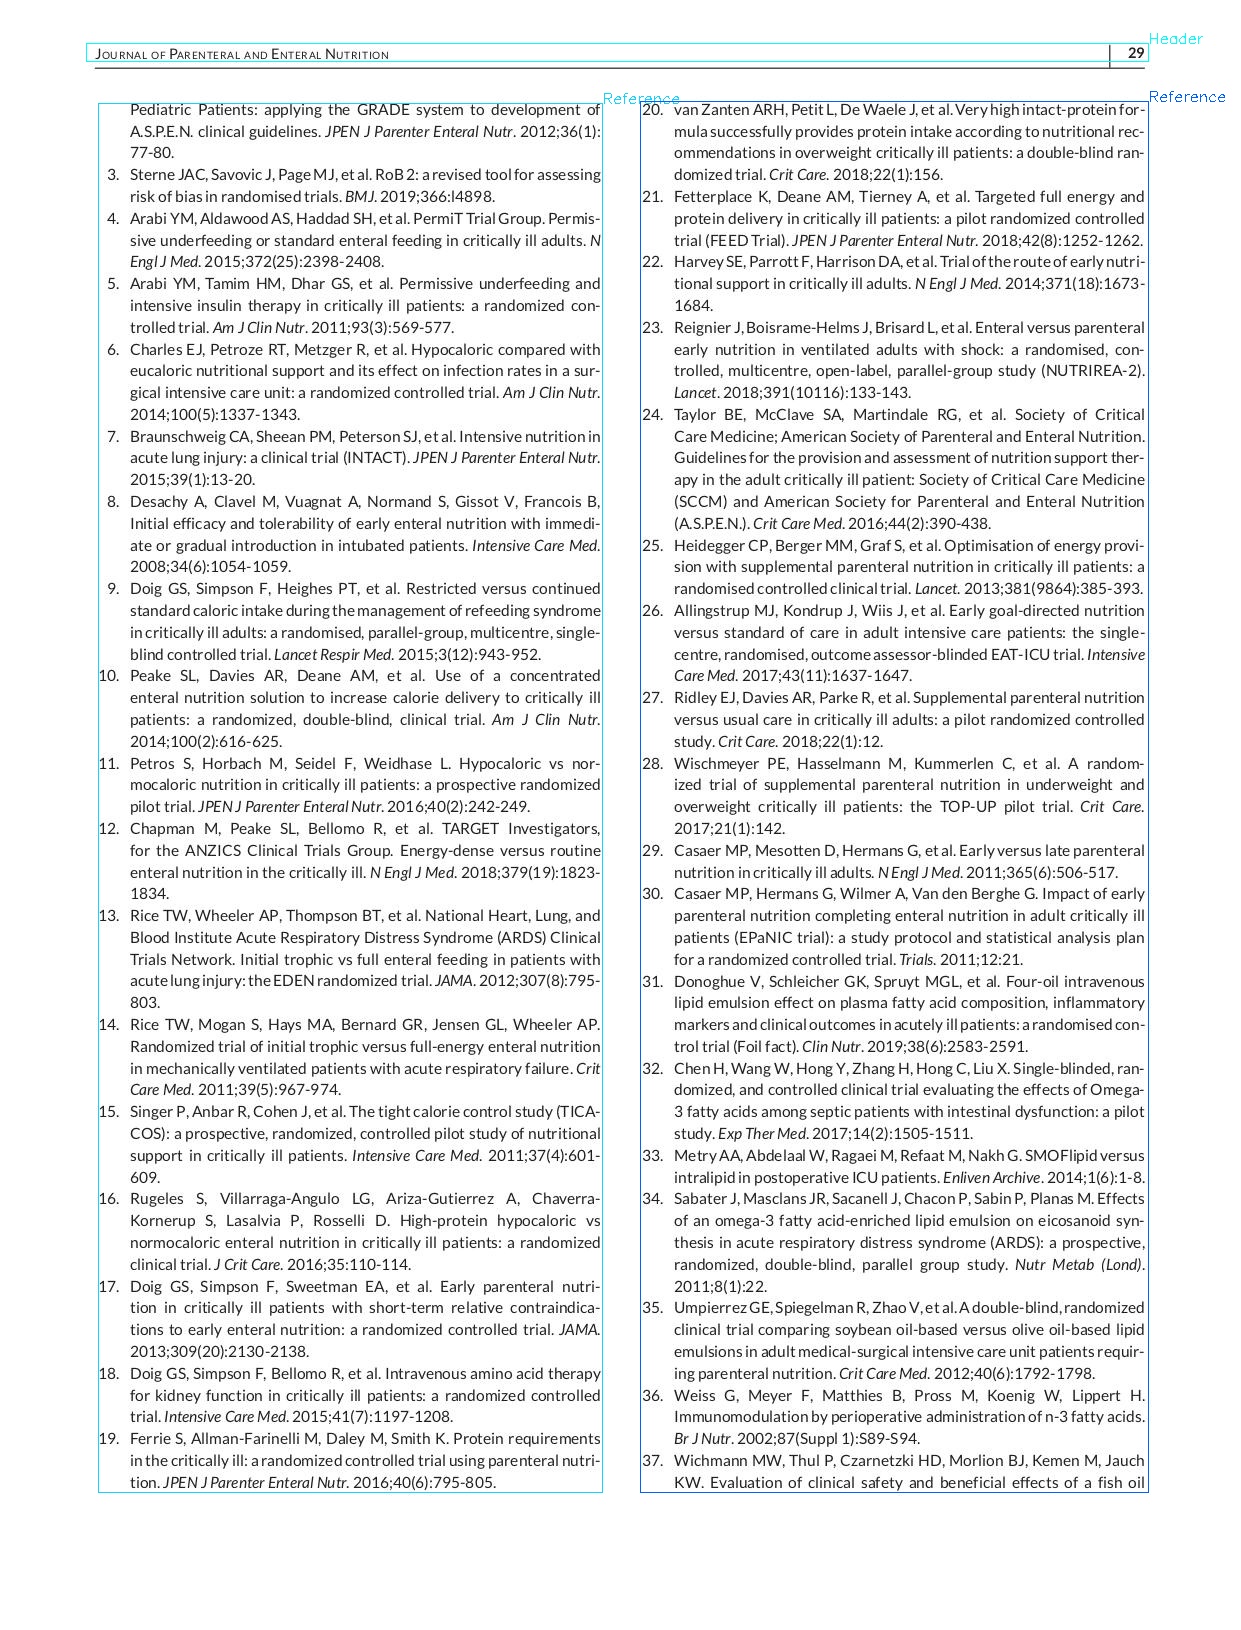 Header
JOURNAL OF PARENTERAL AND ENTERAL NUTRITION 29
Reference
Reference
Pediatric Patients: applying the GRADE system to development of
A.S.P.E.N. clinical guidelines. JPEN J Parenter Enteral Nutr. 2012;36(1):
77-80.
3. Sterne JAC, Savovic J, Page MJ, et al. RoB 2: a revised tool for assessing
risk of bias in randomised trials. BMJ. 2019;366:l4898.
4. Arabi YM, Aldawood AS, Haddad SH, et al. PermiT Trial Group. Permis-
sive underfeeding or standard enteral feeding in critically ill adults. N
Engl J Med. 2015;372(25):2398-2408.
5. Arabi YM, Tamim HM, Dhar GS, et al. Permissive underfeeding and
intensive insulin therapy in critically ill patients: a randomized con-
trolled trial. Am J Clin Nutr. 2011;93(3):569-577.
6. Charles EJ, Petroze RT, Metzger R, et al. Hypocaloric compared with
eucaloric nutritional support and its effect on infection rates in a sur-
gical intensive care unit: a randomized controlled trial. Am J Clin Nutr.
2014;100(5):1337-1343.
7. Braunschweig CA, Sheean PM, Peterson SJ, et al. Intensive nutrition in
acute lung injury: a clinical trial (INTACT). JPEN J Parenter Enteral Nutr.
2015;39(1):13-20.
8. Desachy A, Clavel M, Vuagnat A, Normand S, Gissot V, Francois B,
Initial efficacy and tolerability of early enteral nutrition with immedi-
ate or gradual introduction in intubated patients. Intensive Care Med.
2008;34(6):1054-1059.
9. Doig GS, Simpson F, Heighes PT, et al. Restricted versus continued
standard caloric intake during the management of refeeding syndrome
in critically ill adults: a randomised, parallel-group, multicentre, single-
blind controlled trial. Lancet Respir Med. 2015;3(12):943-952.
10. Peake SL, Davies AR, Deane AM, et al. Use of a concentrated
enteral nutrition solution to increase calorie delivery to critically ill
patients: a randomized, double-blind, clinical trial. Am J Clin Nutr.
2014;100(2):616-625.
11. Petros S, Horbach M, Seidel F, Weidhase L. Hypocaloric vs nor-
mocaloric nutrition in critically ill patients: a prospective randomized
pilot trial. JPEN J Parenter Enteral Nutr. 2016;40(2):242-249.
12. Chapman M, Peake SL, Bellomo R, et al. TARGET Investigators,
for the ANZICS Clinical Trials Group. Energy-dense versus routine
enteral nutrition in the critically ill. N Engl J Med. 2018;379(19):1823-
1834.
13. Rice TW, Wheeler AP, Thompson BT, et al. National Heart, Lung, and
Blood Institute Acute Respiratory Distress Syndrome (ARDS) Clinical
Trials Network. Initial trophic vs full enteral feeding in patients with
acute lung injury: the EDEN randomized trial. JAMA. 2012;307(8):795-
803.
14. Rice TW, Mogan S, Hays MA, Bernard GR, Jensen GL, Wheeler AP.
Randomized trial of initial trophic versus full-energy enteral nutrition
in mechanically ventilated patients with acute respiratory failure. Crit
Care Med. 2011;39(5):967-974.
15. Singer P, Anbar R, Cohen J, et al. The tight calorie control study (TICA-
COS): a prospective, randomized, controlled pilot study of nutritional
support in critically ill patients. Intensive Care Med. 2011;37(4):601-
609.
16. Rugeles S, Villarraga-Angulo LG, Ariza-Gutierrez A, Chaverra-
Kornerup S, Lasalvia P, Rosselli D. High-protein hypocaloric vs
normocaloric enteral nutrition in critically ill patients: a randomized
clinical trial. J Crit Care. 2016;35:110-114.
17. Doig GS, Simpson F, Sweetman EA, et al. Early parenteral nutri-
tion in critically ill patients with short-term relative contraindica-
tions to early enteral nutrition: a randomized controlled trial. JAMA.
2013;309(20):2130-2138.
18. Doig GS, Simpson F, Bellomo R, et al. Intravenous amino acid therapy
for kidney function in critically ill patients: a randomized controlled
trial. Intensive Care Med. 2015;41(7):1197-1208.
19. Ferrie S, Allman-Farinelli M, Daley M, Smith K. Protein requirements
in the critically ill: a randomized controlled trial using parenteral nutri-
tion. JPEN J Parenter Enteral Nutr. 2016;40(6):795-805.
20. van Zanten ARH, Petit L, De Waele J, et al. Very high intact-protein for-
mula successfully provides protein intake according to nutritional rec-
ommendations in overweight critically ill patients: a double-blind ran-
domized trial. Crit Care. 2018;22(1):156.
21. Fetterplace K, Deane AM, Tierney A, et al. Targeted full energy and
protein delivery in critically ill patients: a pilot randomized controlled
trial (FEED Trial). JPEN J Parenter Enteral Nutr. 2018;42(8):1252-1262.
22. Harvey SE, Parrott F, Harrison DA, et al. Trial of the route of early nutri-
tional support in critically ill adults. N Engl J Med. 2014;371(18):1673-
1684.
23. Reignier J, Boisrame-Helms J, Brisard L, et al. Enteral versus parenteral
early nutrition in ventilated adults with shock: a randomised, con-
trolled, multicentre, open-label, parallel-group study (NUTRIREA-2).
Lancet. 2018;391(10116):133-143.
24. Taylor BE, McClave SA, Martindale RG, et al. Society of Critical
Care Medicine; American Society of Parenteral and Enteral Nutrition.
Guidelines for the provision and assessment of nutrition support ther-
apy in the adult critically ill patient: Society of Critical Care Medicine
(SCCM) and American Society for Parenteral and Enteral Nutrition
(A.S.P.E.N.). Crit Care Med. 2016;44(2):390-438.
25. Heidegger CP, Berger MM, Graf S, et al. Optimisation of energy provi-
sion with supplemental parenteral nutrition in critically ill patients: a
randomised controlled clinical trial. Lancet. 2013;381(9864):385-393.
26. Allingstrup MJ, Kondrup J, Wiis J, et al. Early goal-directed nutrition
versus standard of care in adult intensive care patients: the single-
centre, randomised, outcome assessor-blinded EAT-ICU trial. Intensive
Care Med. 2017;43(11):1637-1647.
27. Ridley EJ, Davies AR, Parke R, et al. Supplemental parenteral nutrition
versus usual care in critically ill adults: a pilot randomized controlled
study. Crit Care. 2018;22(1):12.
28. Wischmeyer PE, Hasselmann M, Kummerlen C, et al. A random-
ized trial of supplemental parenteral nutrition in underweight and
overweight critically ill patients: the TOP-UP pilot trial. Crit Care.
2017;21(1):142.
29. Casaer MP, Mesotten D, Hermans G, et al. Early versus late parenteral
nutrition in critically ill adults. N Engl J Med. 2011;365(6):506-517.
30. Casaer MP, Hermans G, Wilmer A, Van den Berghe G. Impact of early
parenteral nutrition completing enteral nutrition in adult critically ill
patients (EPaNIC trial): a study protocol and statistical analysis plan
for a randomized controlled trial. Trials. 2011;12:21.
31. Donoghue V, Schleicher GK, Spruyt MGL, et al. Four-oil intravenous
lipid emulsion effect on plasma fatty acid composition, inflammatory
markers and clinical outcomes in acutely ill patients: a randomised con-
trol trial (Foil fact). Clin Nutr. 2019;38(6):2583-2591.
32. Chen H, Wang W, Hong Y, Zhang H, Hong C, Liu X. Single-blinded, ran-
domized, and controlled clinical trial evaluating the effects of Omega-
3 fatty acids among septic patients with intestinal dysfunction: a pilot
study. Exp Ther Med. 2017;14(2):1505-1511.
33. Metry AA, Abdelaal W, Ragaei M, Refaat M, Nakh G. SMOFlipid versus
intralipid in postoperative ICU patients. Enliven Archive. 2014;1(6):1-8.
34. Sabater J, Masclans JR, Sacanell J, Chacon P, Sabin P, Planas M. Effects
of an omega-3 fatty acid-enriched lipid emulsion on eicosanoid syn-
thesis in acute respiratory distress syndrome (ARDS): a prospective,
randomized, double-blind, parallel group study. Nutr Metab (Lond).
2011;8(1):22.
35. Umpierrez GE, Spiegelman R, Zhao V, et al. A double-blind, randomized
clinical trial comparing soybean oil-based versus olive oil-based lipid
emulsions in adult medical-surgical intensive care unit patients requir-
ing parenteral nutrition. Crit Care Med. 2012;40(6):1792-1798.
36. Weiss G, Meyer F, Matthies B, Pross M, Koenig W, Lippert H.
Immunomodulation by perioperative administration of n-3 fatty acids.
Br J Nutr. 2002;87(Suppl 1):S89-S94.
37. Wichmann MW, Thul P, Czarnetzki HD, Morlion BJ, Kemen M, Jauch
KW. Evaluation of clinical safety and beneficial effects of a fish oil